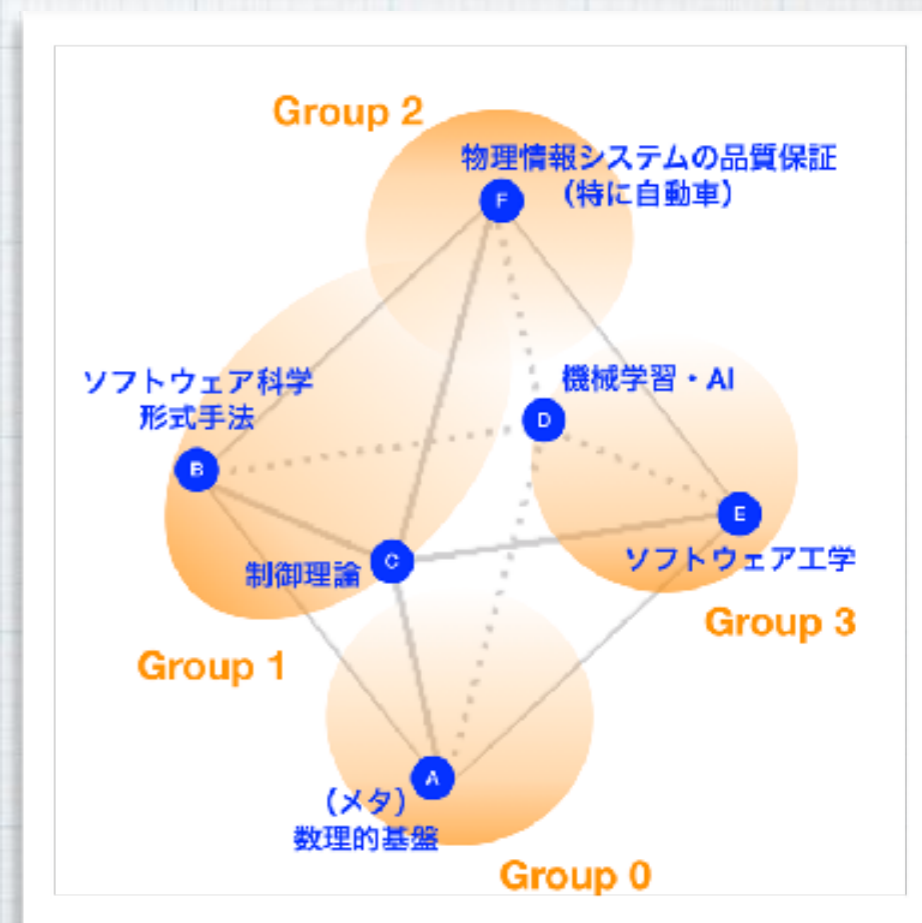 Group 2
物理情報システムの品質保証
（特に自動車）
F
ソフトウェア科学
形式手法
機械学習・AI
D
B
E
ソフトウェア工学
C
制御理論
Group 3
Group 1
A
（メタ）
数理的基盤
Group 0